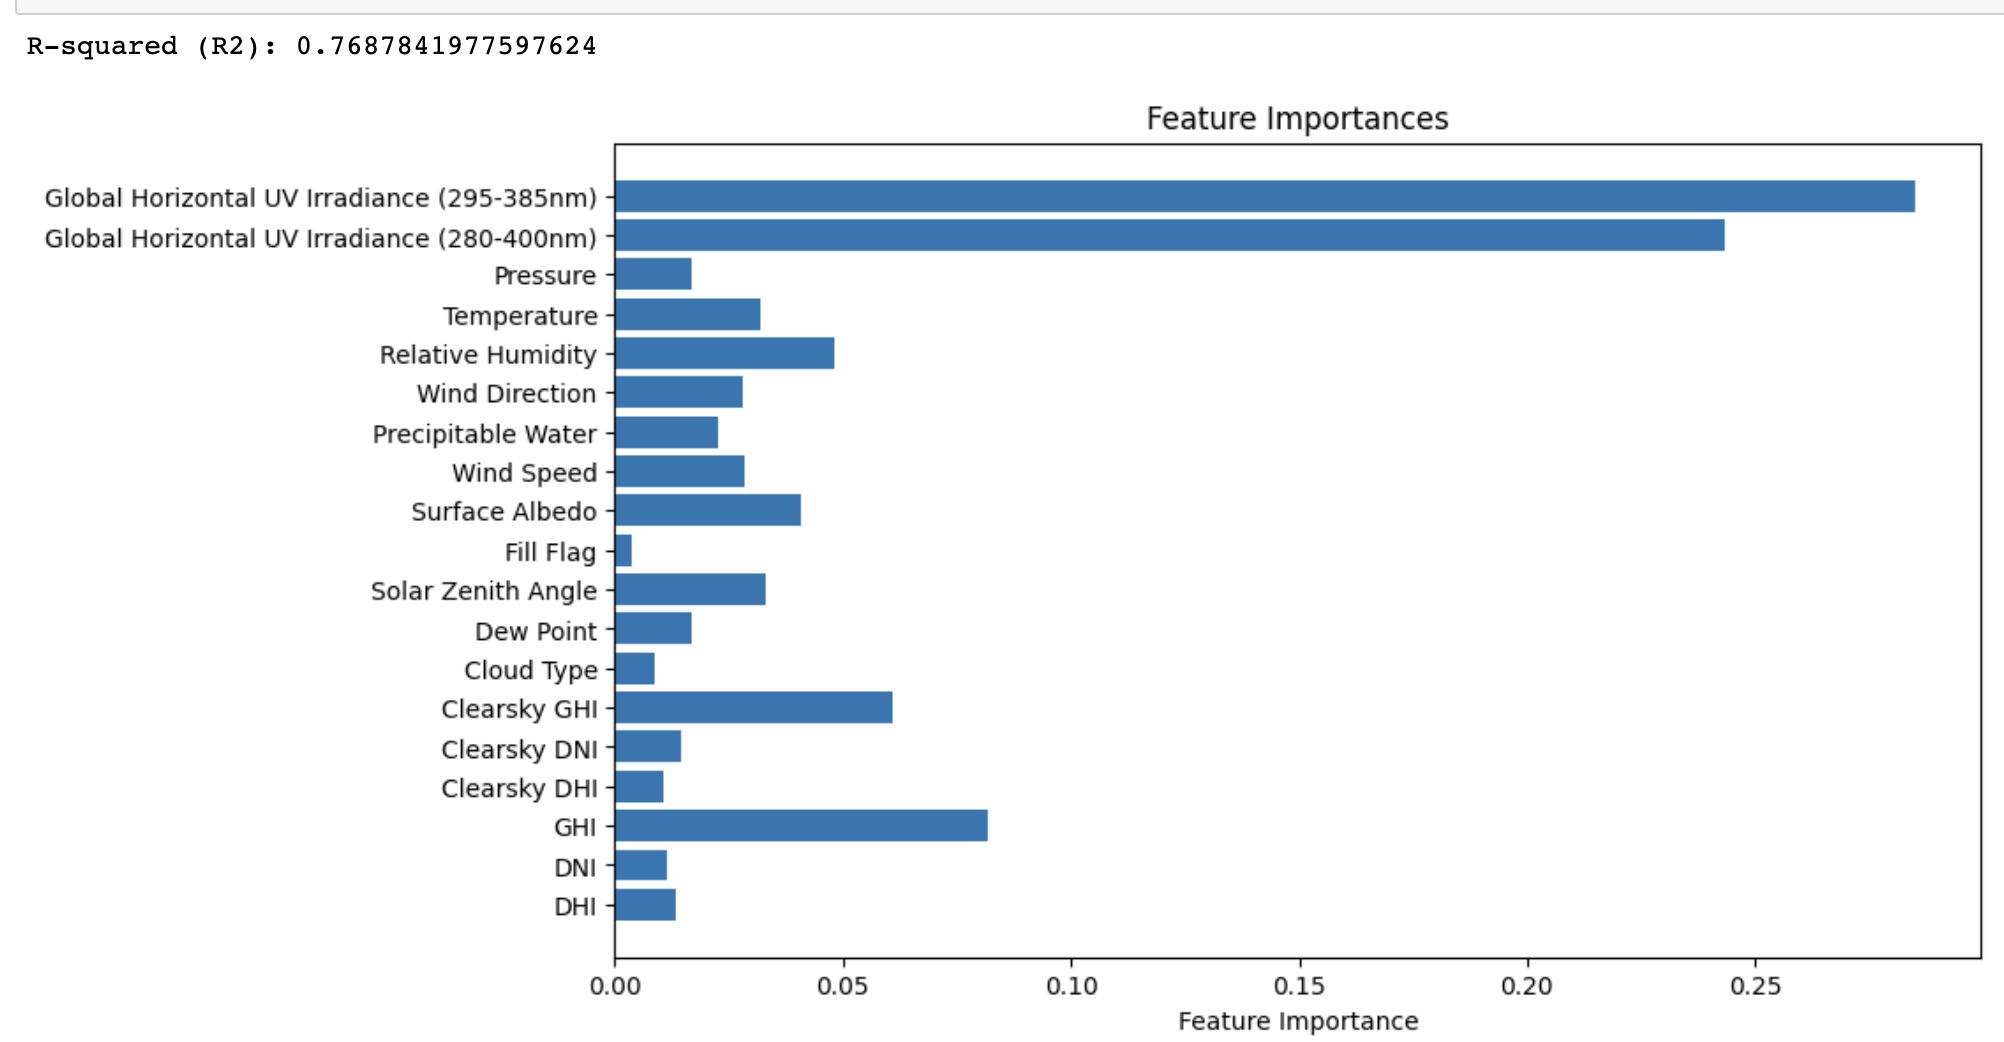 R-squared (R2): 0.7687841977597624
Feature Importances
Global Horizontal UV Irradiance (295-385nm)
Global Horizontal UV Irradiance (280-400nm)
Pressure
Temperature
Relative Humidity
Wind Direction
Precipitable Water
Wind Speed
Surface Albedo
Fill Flag
Solar Zenith Angle
Dew Point
Cloud Type
Clearsky GHI
Clearsky DNI
Clearsky DHI
GHI
DNI
DHI
0.00 0.05 0.10 0.15 0.20 0.25
Feature Importance